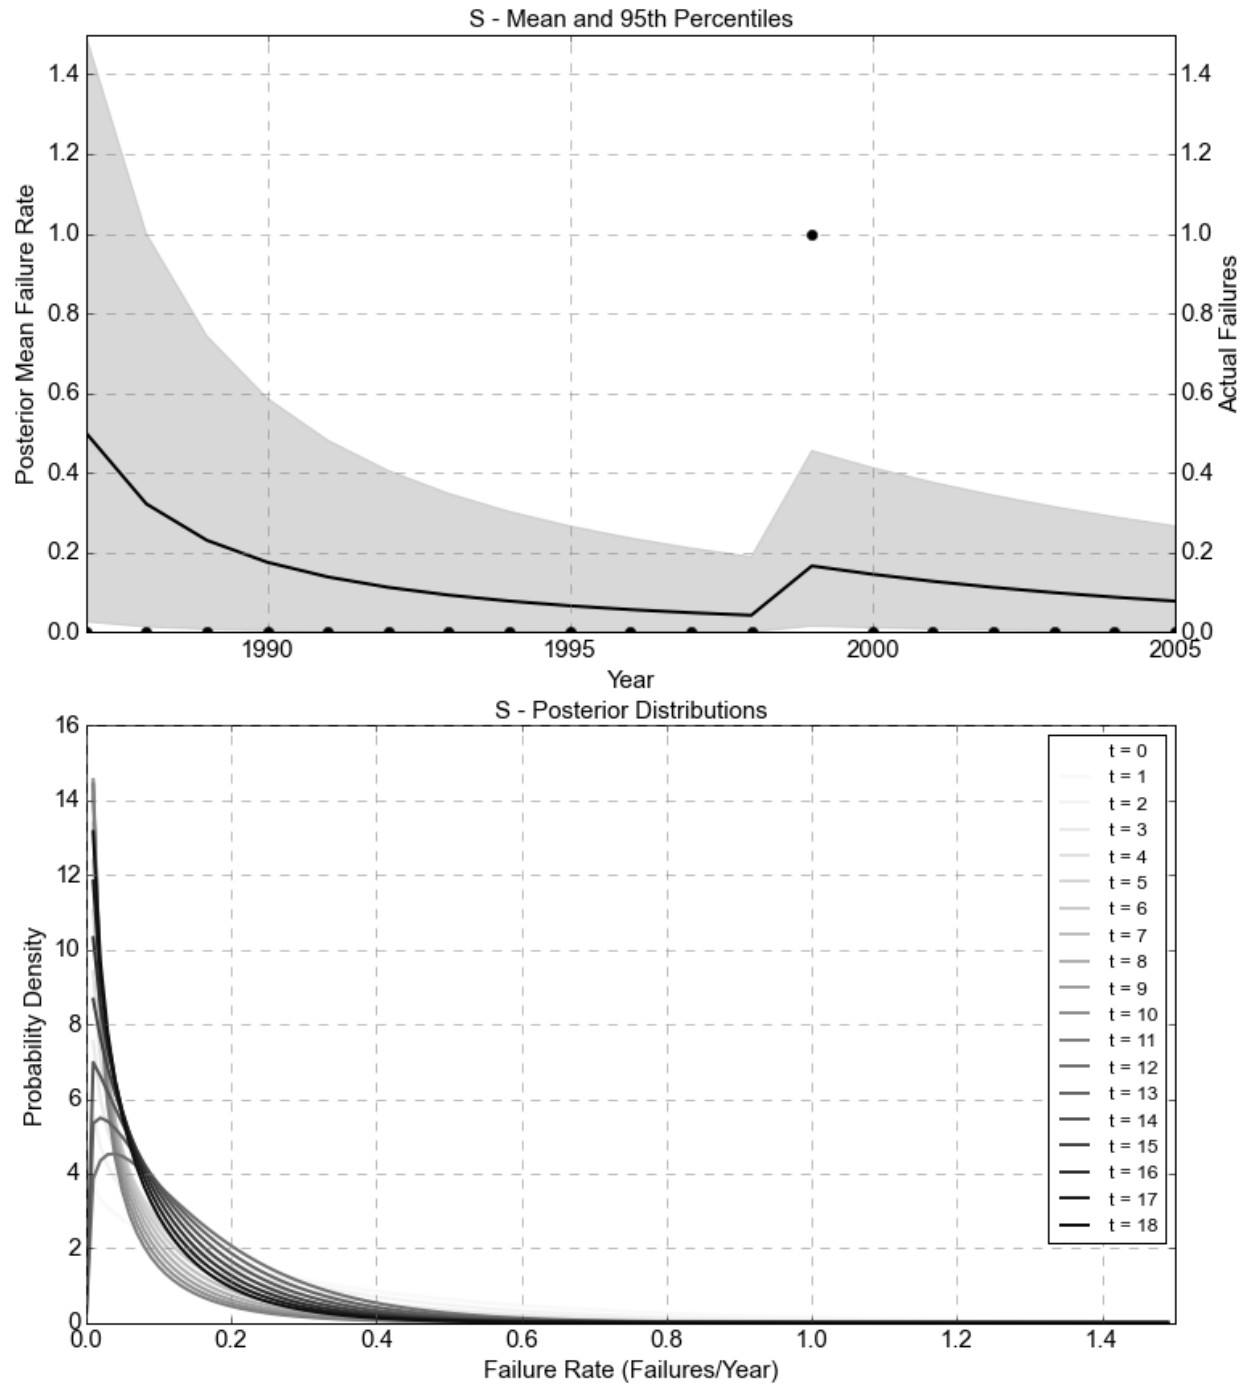 S - Mean and 95th Percentiles
1.4 1.4
1.2 1.2
1.0 1.0
0.8 0.8
0.6 0.6
0.4 0.4
0.2 0.2
0.0 0.0
Posterior Mean Failure Rate
Actual Failures
1990 1995 2000 2005
Year
S - Posterior Distributions
16
14
12
10
8
6
4
2
0
Probability Density
t = 0
t = 1
t = 2
t = 3
t = 4
t = 5
t = 6
t = 7
t = 8
t = 9
t = 10
t = 11
t = 12
t = 13
t = 14
t = 15
t = 16
t = 17
t = 18
0.0 0.2 0.4 0.6 0.8 1.0 1.2 1.4
Failure Rate (Failures/Year)